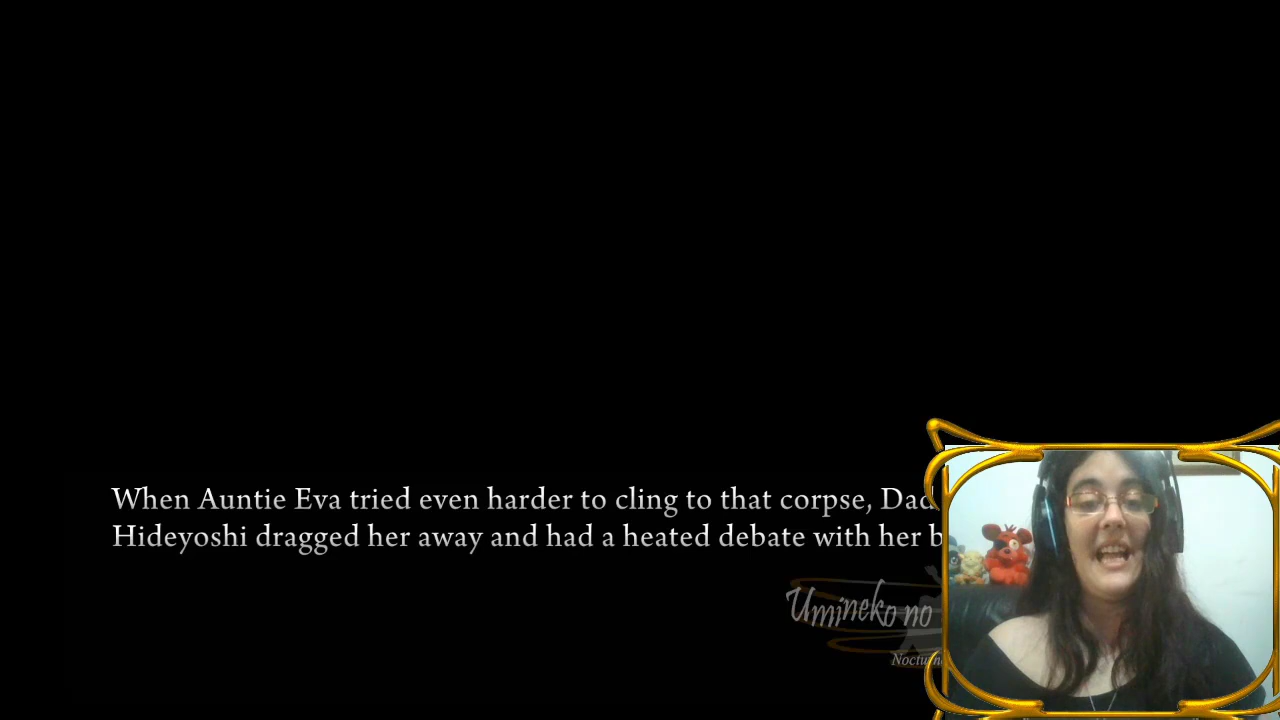 When Auntie Eva tried even harder to cling to that corpse, Dad
Hideyoshi dragged her away and had a heated debate with her b
Umineko no
Nocturn